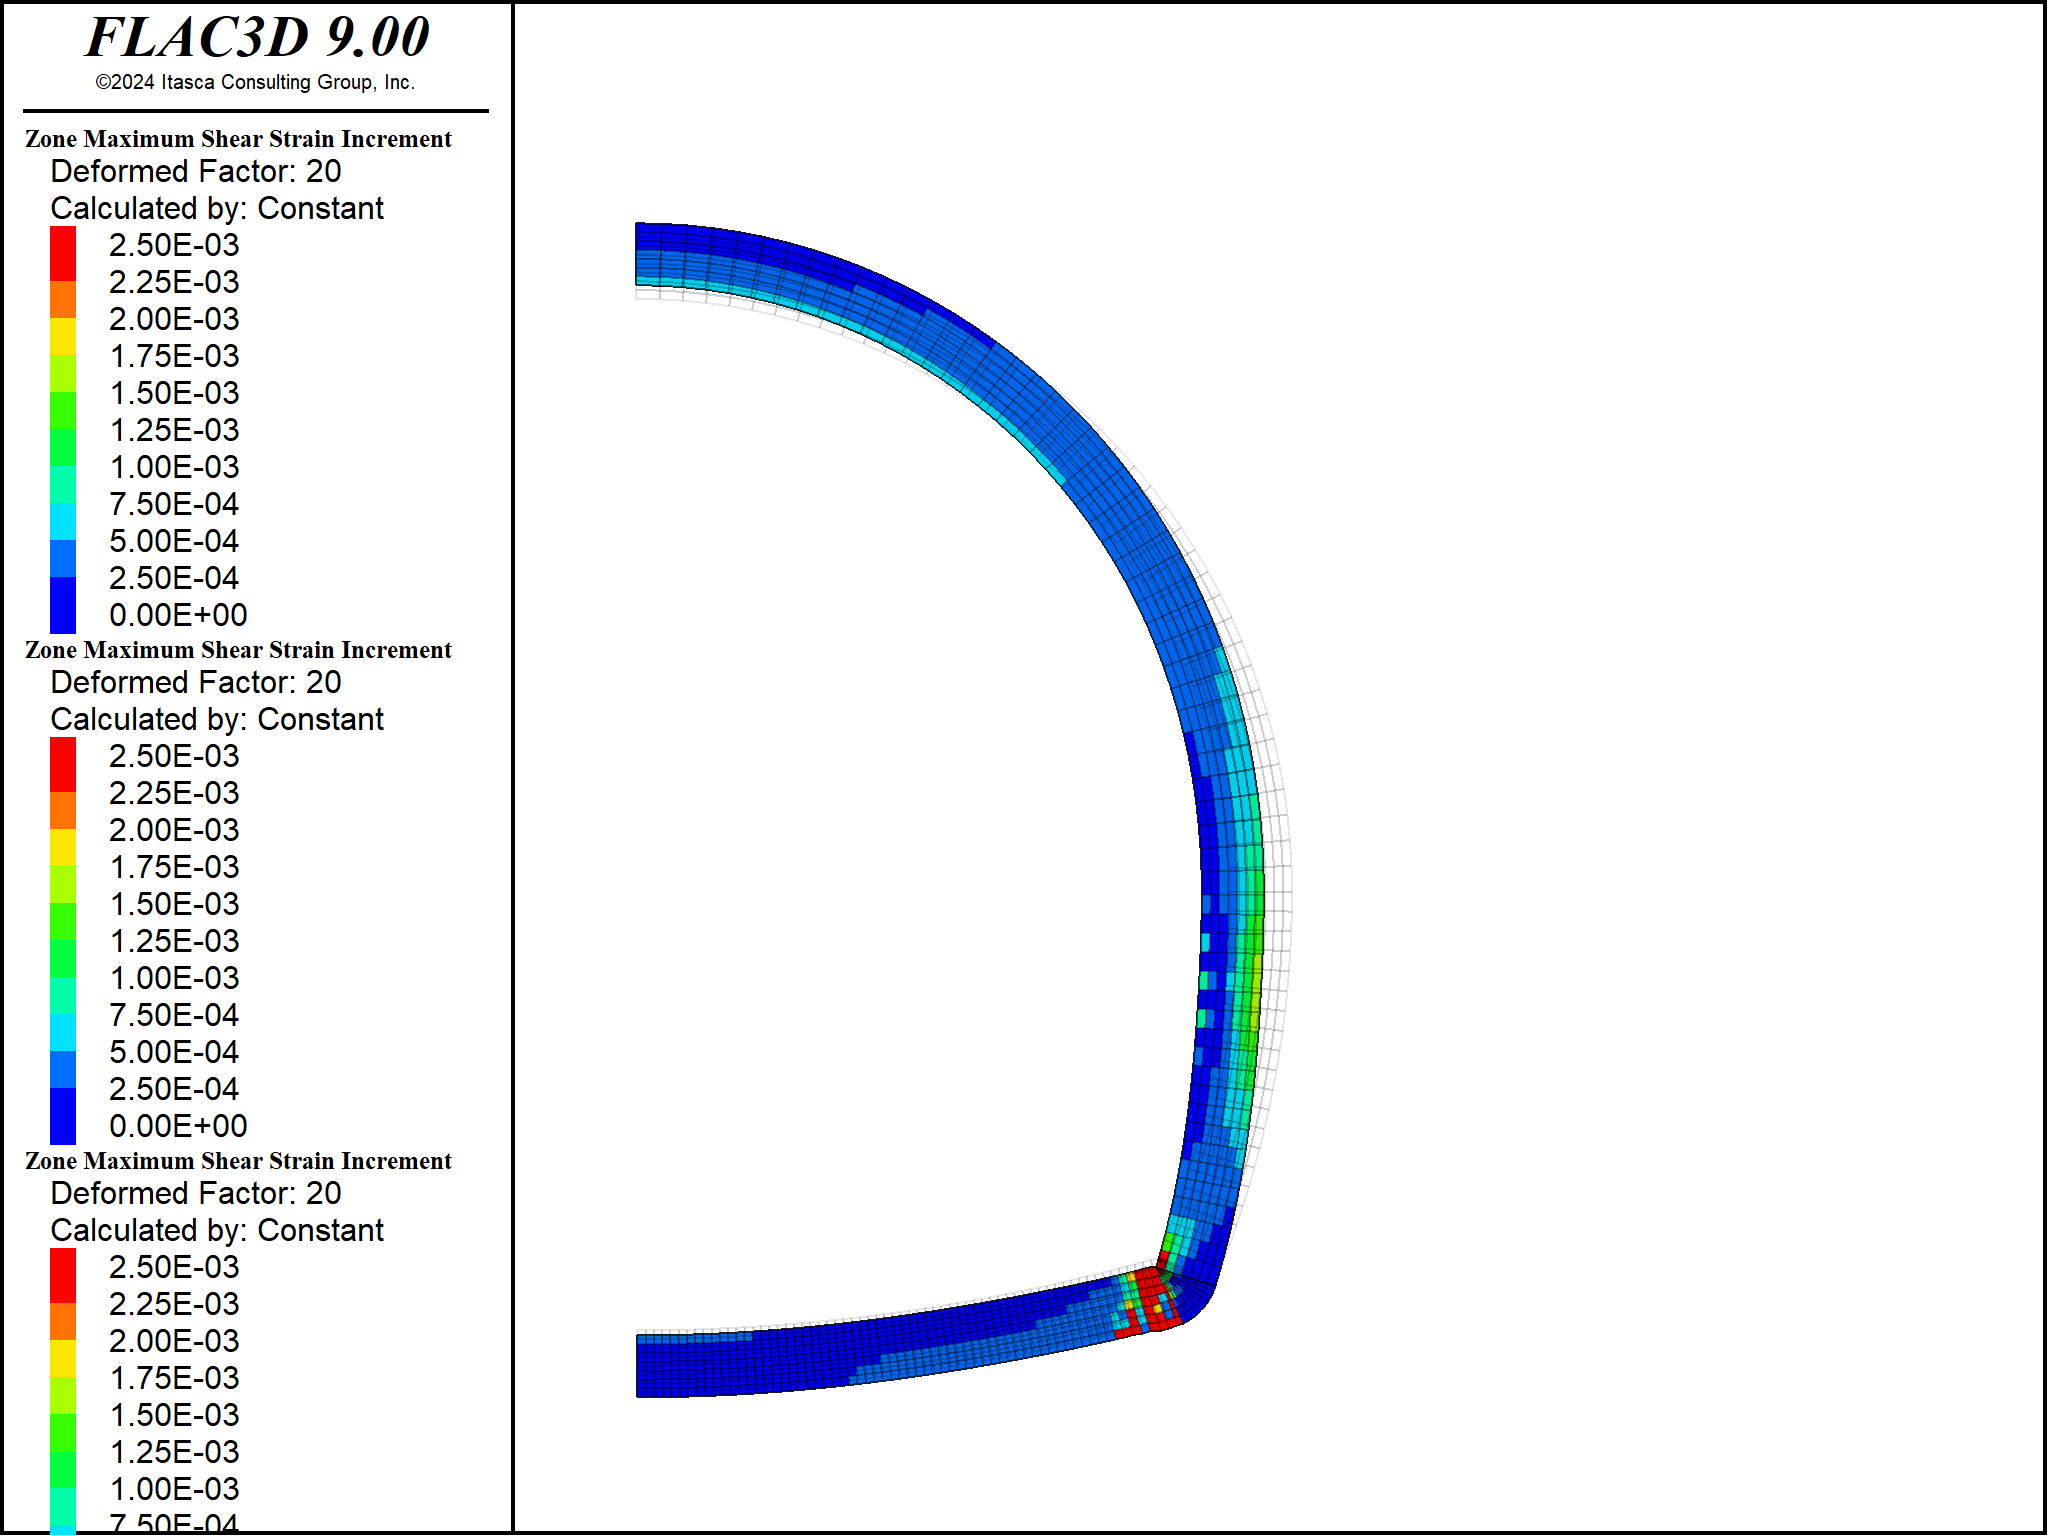 FLAC3D 9.00
©2024 Itasca Consulting Group, Inc.
Zone Maximum Shear Strain Increment
Deformed Factor: 20
Calculated by: Constant
2.50E-03
2.25E-03
2.00E-03
1.75E-03
1.50E-03
1.25E-03
1.00E-03
7.50E-04
5.00E-04
2.50E-04
0.00E+00
Zone Maximum Shear Strain Increment
Deformed Factor: 20
Calculated by: Constant
2.50E-03
2.25E-03
2.00E-03
1.75E-03
1.50E-03
1.25E-03
1.00E-03
7.50E-04
5.00E-04
2.50E-04
0.00E+00
Zone Maximum Shear Strain Increment
Deformed Factor: 20
Calculated by: Constant
2.50E-03
2.25E-03
2.00E-03
1.75E-03
1.50E-03
1.25E-03
1.00E-03
7.50E-04